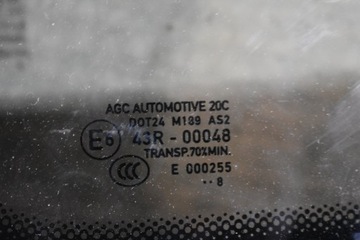 AGC AUTOMOTIVE 20C
DOT24 M189 AS2
E6 43R - 00048
TRANSP.70%MIN.
CCC E 000255
·· 8